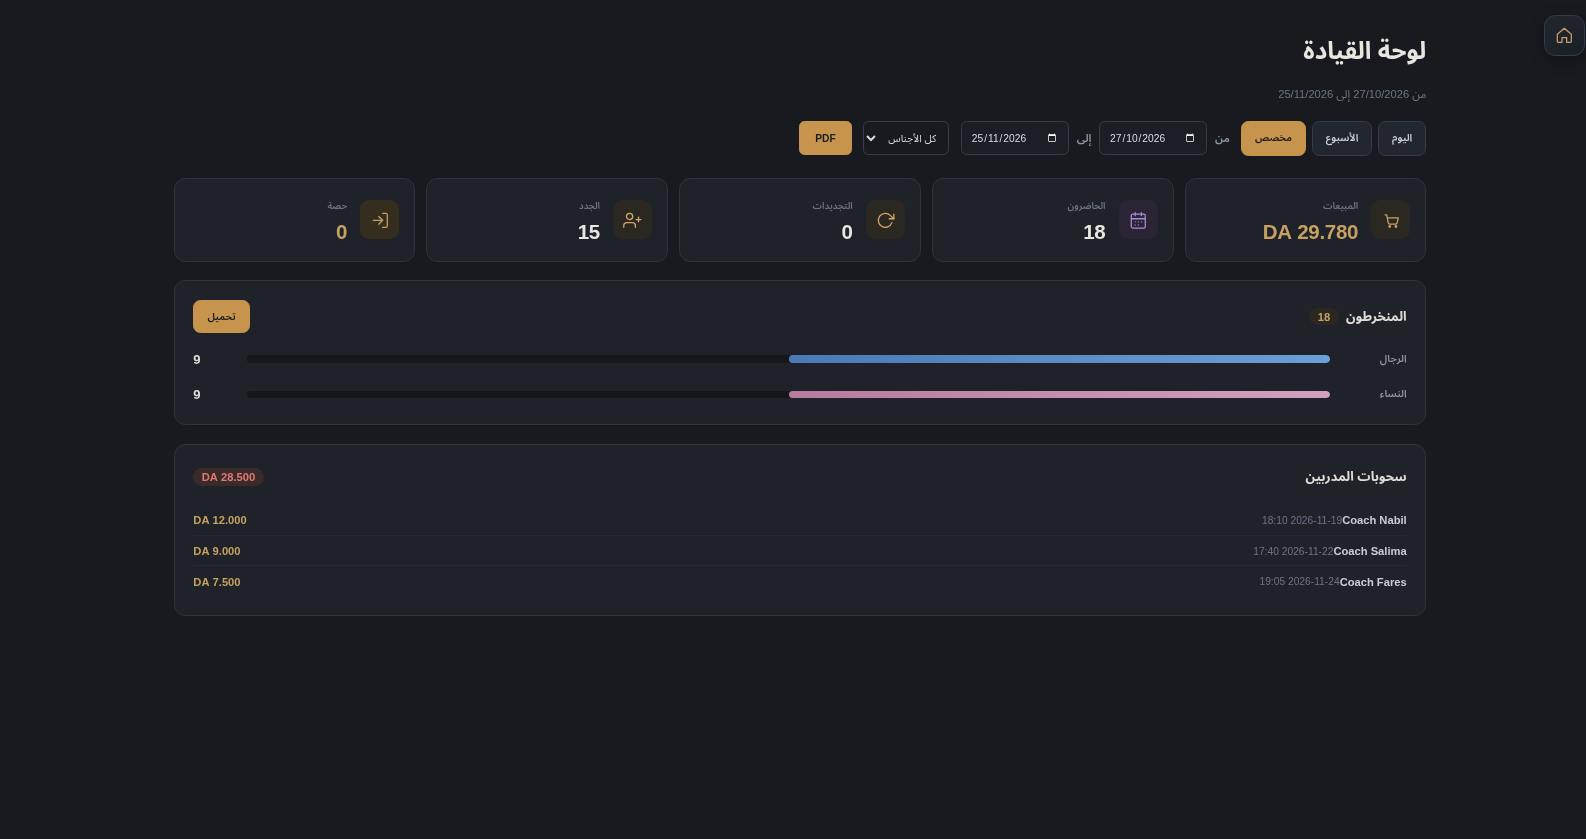 لوحة القيادة
من 27/10/2026 إلى 25/11/2026
اليوم
الأسبوع
مخصص
من
27/10/2026
إلى
25/11/2026
كل الأجناس
PDF
المبيعات
DA 29.780
الحاضرون
18
التجديدات
0
الجدد
15
حصة
0
المنخرطون 18
تحميل
الرجال 9
النساء 9
سحوبات المدربين
DA 28.500
Coach Nabil 2026-11-19 18:10
DA 12.000
Coach Salima 2026-11-22 17:40
DA 9.000
Coach Fares 2026-11-24 19:05
DA 7.500